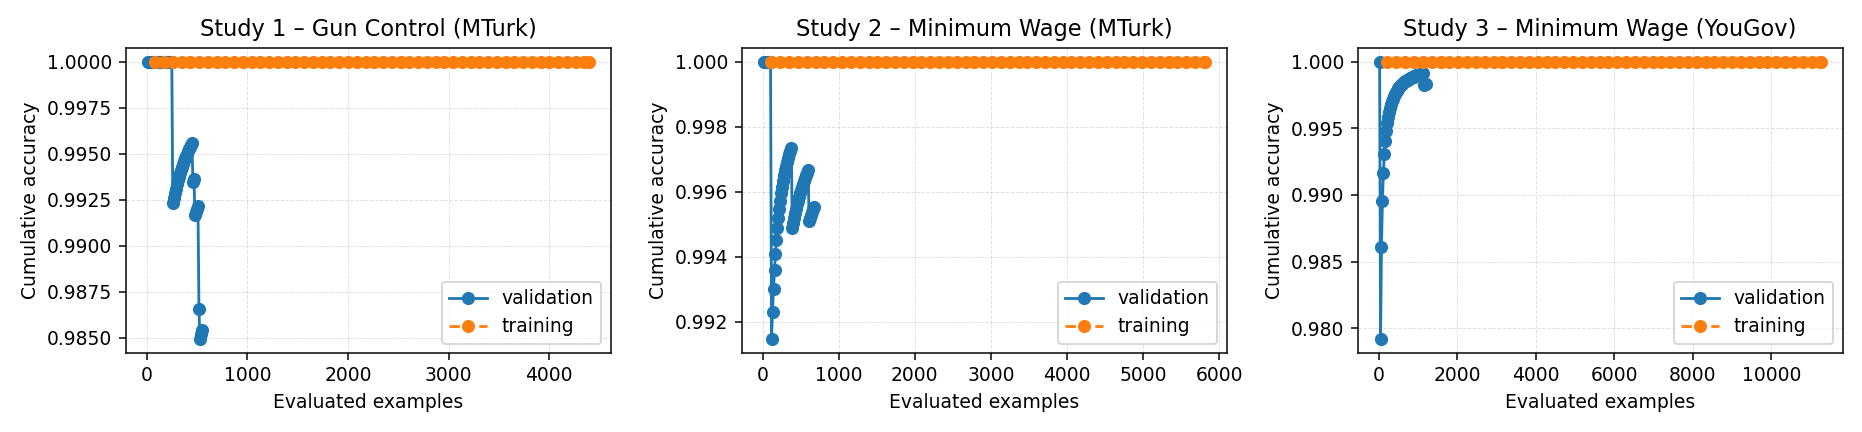 Study 1 – Gun Control (MTurk)
Cumulative accuracy
1.0000
0.9975
0.9950
0.9925
0.9900
0.9875
0.9850
validation
training
0 1000 2000 3000 4000
Evaluated examples
Study 2 – Minimum Wage (MTurk)
Cumulative accuracy
1.000
0.998
0.996
0.994
0.992
validation
training
0 1000 2000 3000 4000 5000 6000
Evaluated examples
Study 3 – Minimum Wage (YouGov)
Cumulative accuracy
1.000
0.995
0.990
0.985
0.980
validation
training
0 2000 4000 6000 8000 10000
Evaluated examples